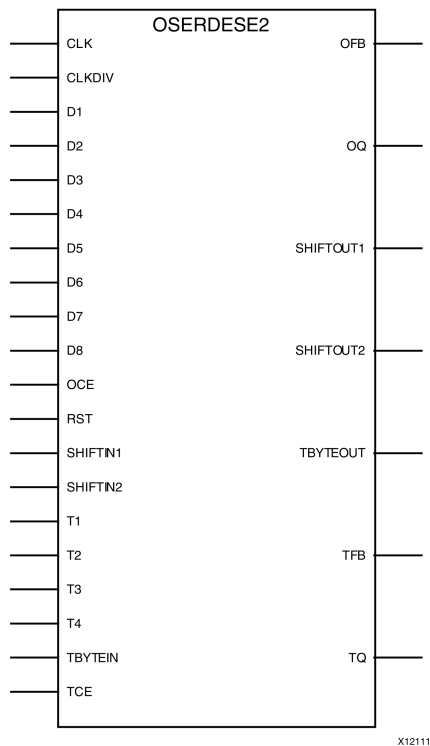 OSERDESE2
CLK
CLKDIV
D1
D2
D3
D4
D5
D6
D7
D8
OCE
RST
SHIFTIN1
SHIFTIN2
T1
T2
T3
T4
TBYTEIN
TCE
OFB
OQ
SHIFTOUT1
SHIFTOUT2
TBYTEOUT
TFB
TQ
X12111